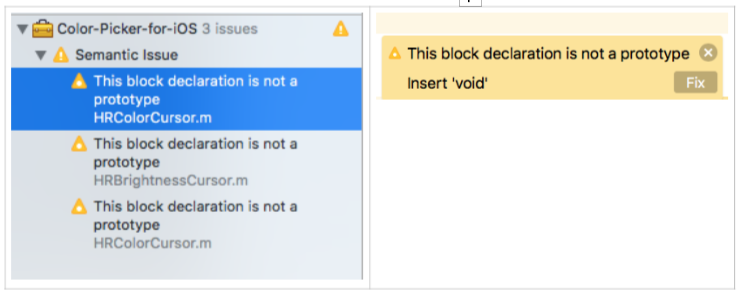 Color-Picker-for-iOS 3 issues
Semantic Issue
This block declaration is not a
prototype
HRColorCursor.m
This block declaration is not a
prototype
HRBrightnessCursor.m
This block declaration is not a
prototype
HRColorCursor.m
This block declaration is not a prototype
Insert 'void'
Fix